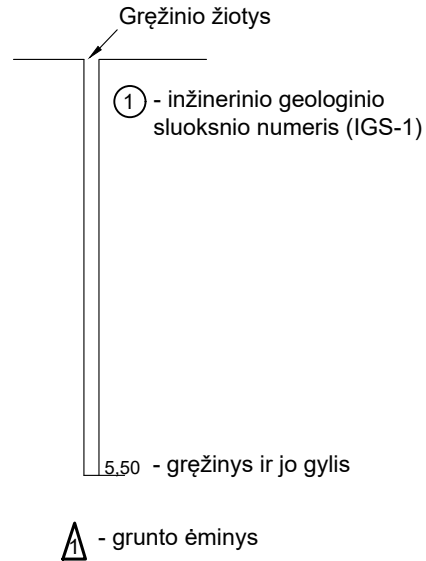 Gręžinio žiotys
1 - inžinerinio geologinio
sluoksnio numeris (IGS-1)
5,50 - gręžinys ir jo gylis
1 - grunto ėminys